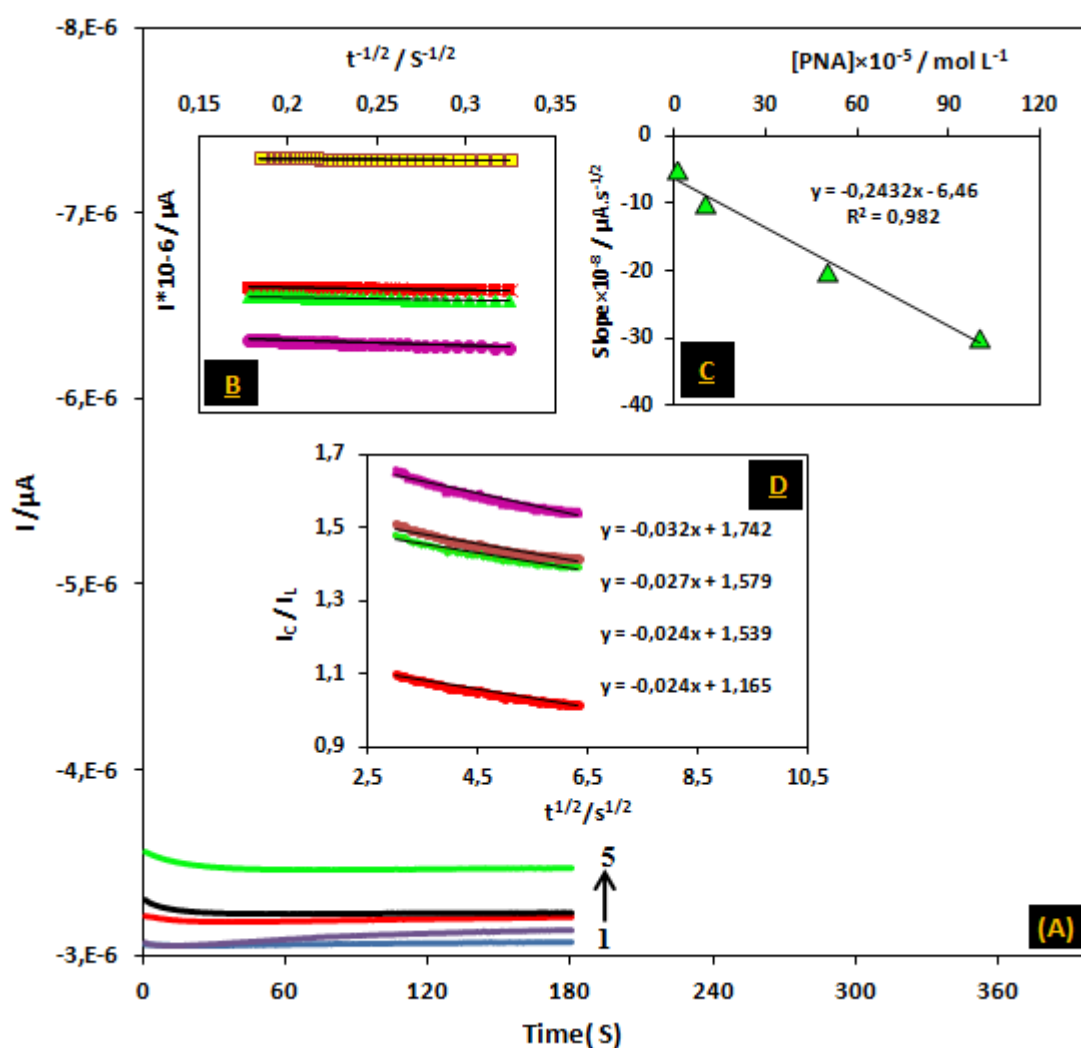 -8,E-6
-7,E-6
-6,E-6
-5,E-6
-4,E-6
-3,E-6
I /µA
0 60 120 180 240 300 360
Time( S)
(A)
5
1
t-1/2 / S-1/2
0,15 0,2 0,25 0,3 0,35
I*10-6 / µA
B
[PNA]×10-5 / mol L-1
0 30 60 90 120
0
-10
-20
-30
-40
Slope×10-8 / µA.s-1/2
y = -0,2432x - 6,46
R2 = 0,982
C
1,7
1,5
1,3
1,1
0,9
IC / IL
D
y = -0,032x + 1,742
y = -0,027x + 1,579
y = -0,024x + 1,539
y = -0,024x + 1,165
2,5 4,5 6,5 8,5 10,5
t1/2/s1/2